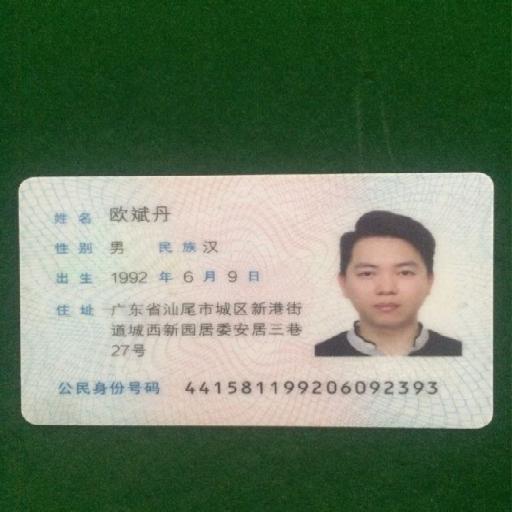 姓名 欧斌丹
性别 男 民族 汉
出生 1992 年 6 月 9 日
住址 广东省汕尾市城区新港街
道城西新园居委安居三巷
27号
公民身份号码 441581199206092393